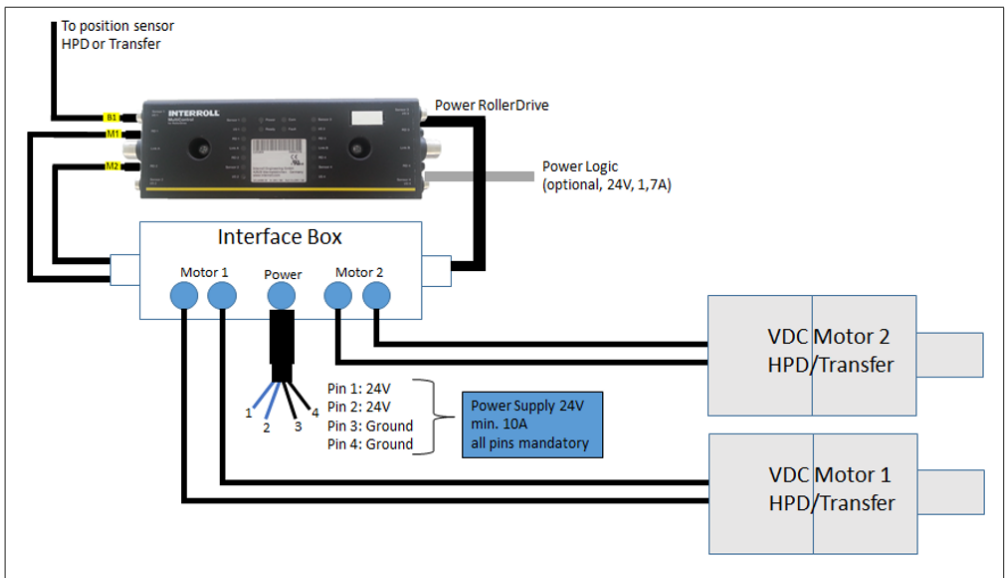 To position sensor
HPD or Transfer
INTERROLL
MultiControl
B1
M1
M2
Power RollerDrive
Power Logic
(optional, 24V, 1,7A)
Interface Box
Motor 1
Power
Motor 2
VDC Motor 2
HPD/Transfer
1
2
3
4
Pin 1: 24V
Pin 2: 24V
Pin 3: Ground
Pin 4: Ground
Power Supply 24V
min. 10A
all pins mandatory
VDC Motor 1
HPD/Transfer